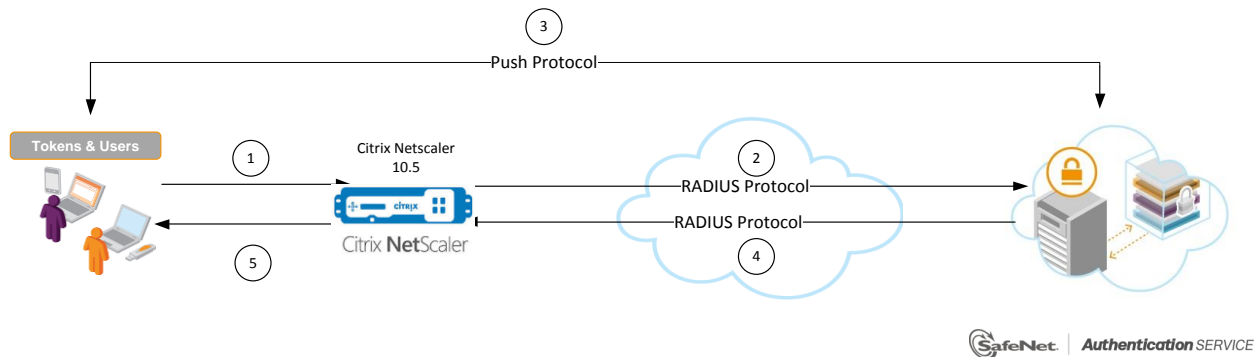 3
Push Protocol
Tokens & Users
1
Citrix Netscaler
10.5
2
RADIUS Protocol
CITRIX
RADIUS Protocol
Citrix NetScaler
5
4
SafeNet. | Authentication SERVICE